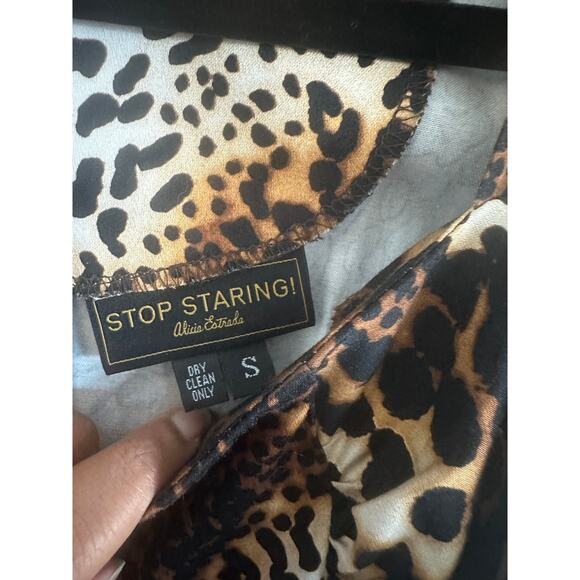 STOP STARING!
Alicia Estrada
DRY
CLEAN
ONLY
S